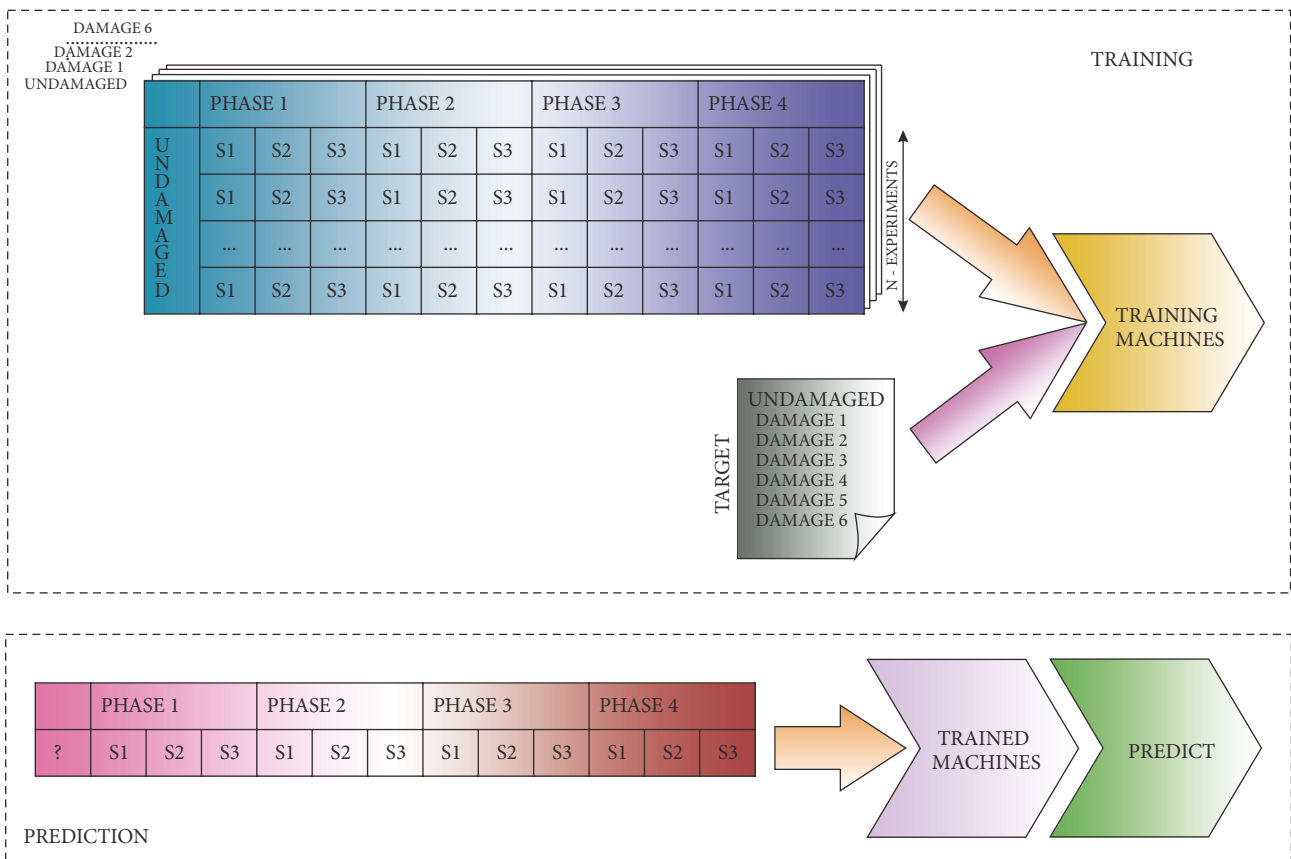 DAMAGE 6
DAMAGE 2
DAMAGE 1
UNDAMAGED
TRAINING
PHASE 1 PHASE 2 PHASE 3 PHASE 4
UNDAMAGED
S1 S2 S3 S1 S2 S3 S1 S2 S3 S1 S2 S3
S1 S2 S3 S1 S2 S3 S1 S2 S3 S1 S2 S3
... ... ... ... ... ... ... ... ... ... ... ...
S1 S2 S3 S1 S2 S3 S1 S2 S3 S1 S2 S3
N - EXPERIMENTS
TRAINING
MACHINES
TARGET
UNDAMAGED
DAMAGE 1
DAMAGE 2
DAMAGE 3
DAMAGE 4
DAMAGE 5
DAMAGE 6
PHASE 1 PHASE 2 PHASE 3 PHASE 4
? S1 S2 S3 S1 S2 S3 S1 S2 S3 S1 S2 S3
TRAINED
MACHINES
PREDICT
PREDICTION